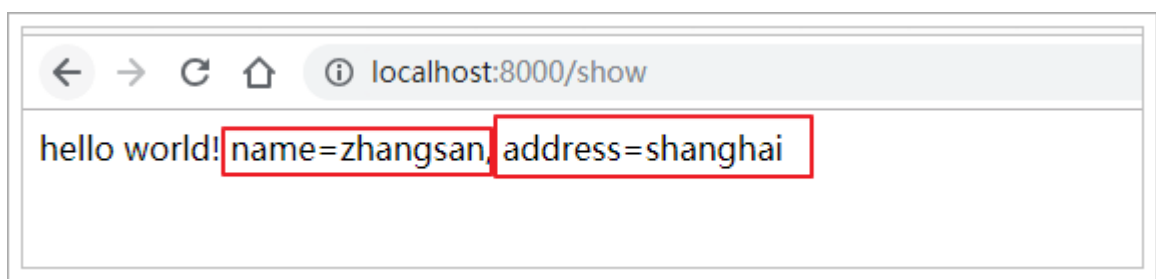 localhost:8000/show
hello world! name=zhangsan, address=shanghai